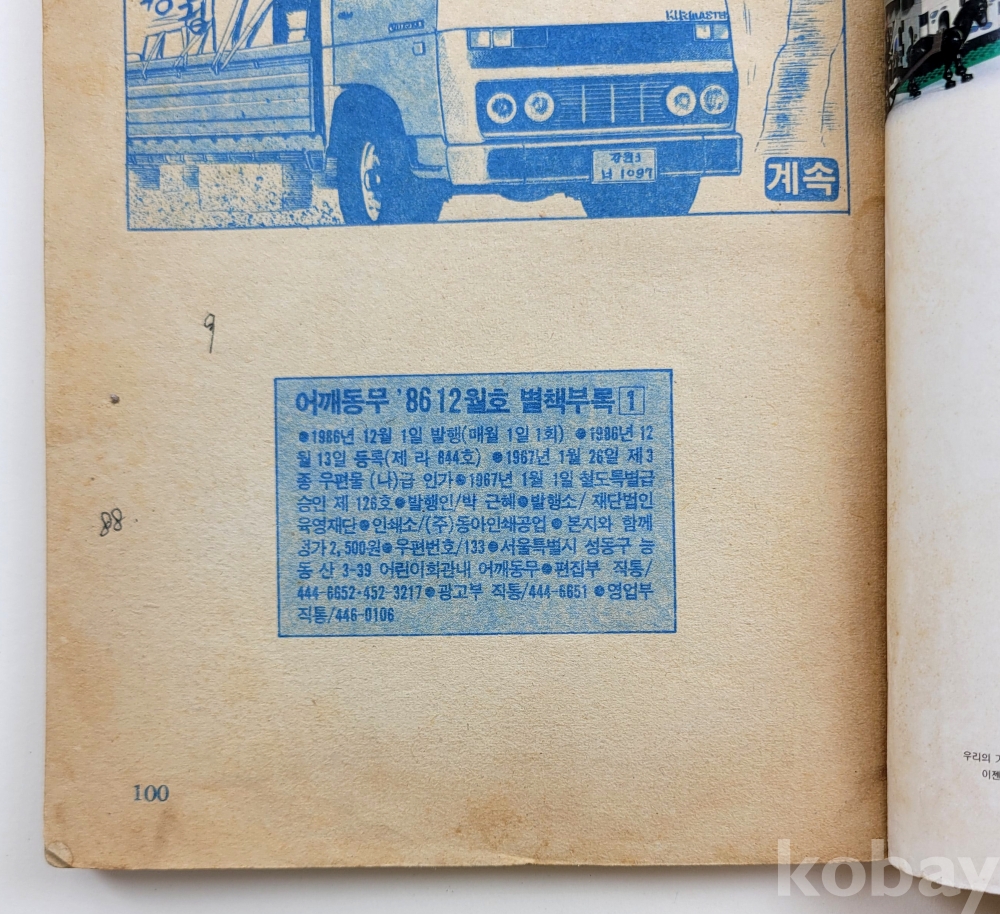 계속
9
어깨동무 '86 12월호 별책부록 1
●1986년 12월 1일 발행(매월 1일 1회) ●1986년 12
월 13일 등록(제 라 844호) ●1967년 1월 26일 제3
종 우편물 (나)급 인가●1967년 1월 1일 철도특별급
승인 제 126호●발행인/박 근혜●발행소/ 재단법인
육영재단●인쇄소/(주)동아인쇄공업● 본지와 함께
정가2,500원●우편번호/133●서울특별시 성동구 능
동 산 3-39 어린이회관내 어깨동무●편집부 직통/
444-6652·452-3217●광고부 직통/444-6651 ●영업부
직통/446-0106
88
100
우리의
이젠
kobay